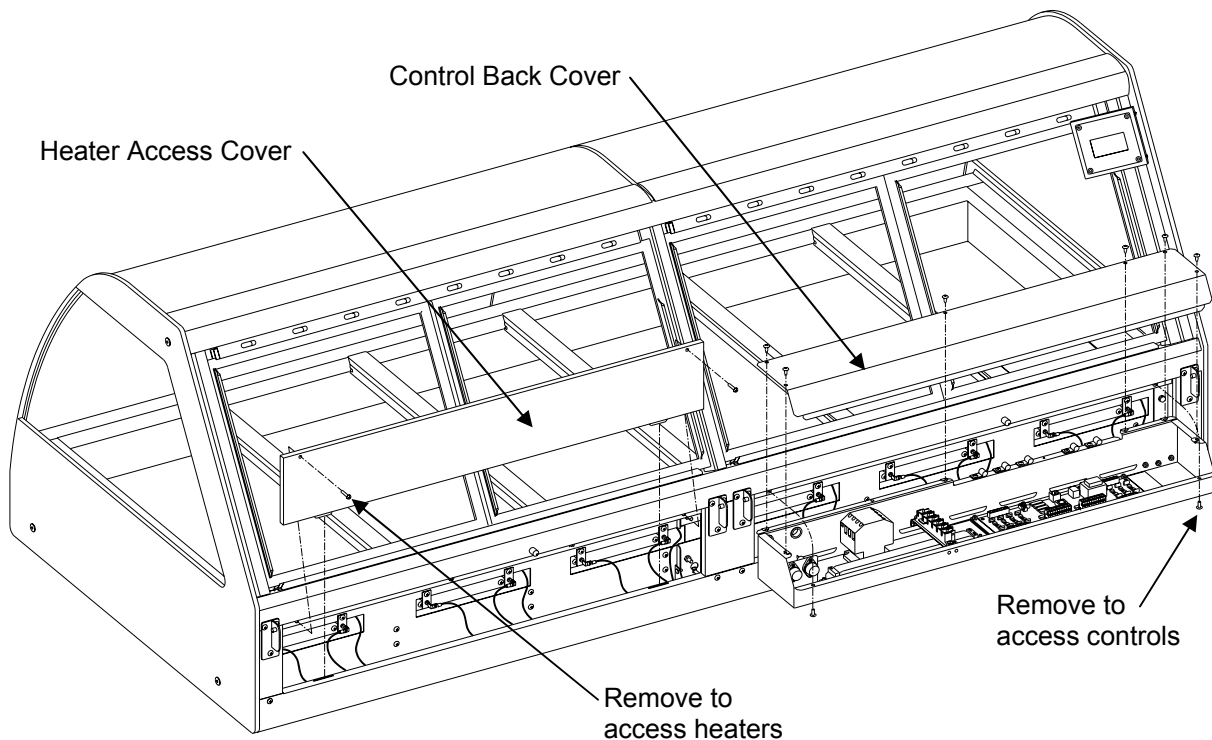 Control Back Cover
Heater Access Cover
Remove to
access controls
Remove to
access heaters